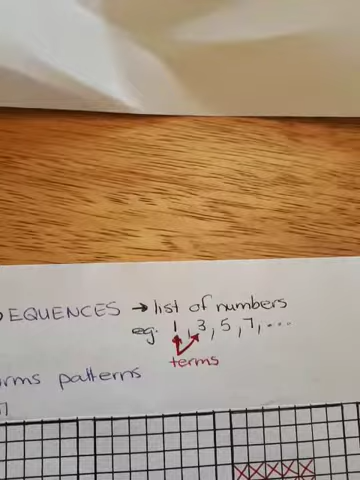 EQUENCES → list of numbers
eg. 1, 3, 5, 7, ...
terms
rms patterns